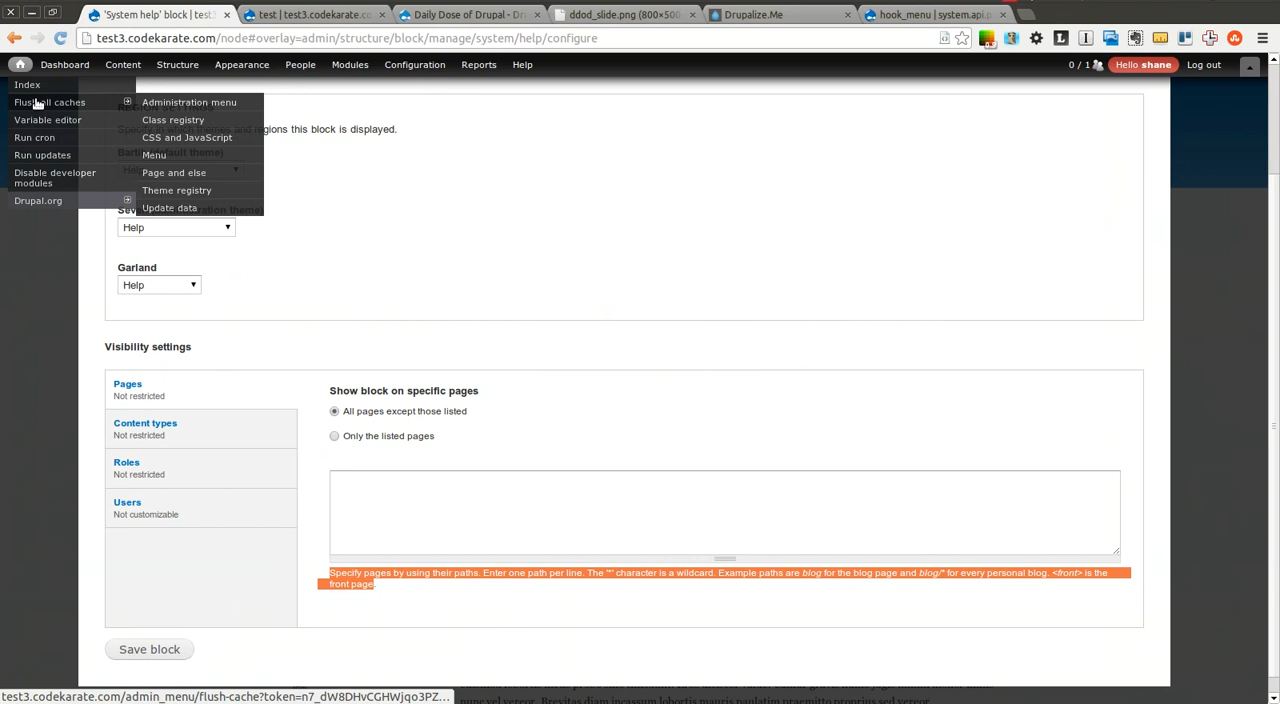 'System help' block | test
test | test3.codekarate.co
Daily Dose of Drupal - Dr
ddod_slide.png (800×500
Drupalize.Me
hook_menu | system.api.p
test3.codekarate.com/node#overlay=admin/structure/block/manage/system/help/configure
Dashboard Content Structure Appearance People Modules Configuration Reports Help 0 / 1 Hello shane Log out
Index
Flush all caches
Variable editor
Run cron
Run updates
Disable developer
modules
Drupal.org
Administration menu
Class registry
CSS and JavaScript
Menu
Page and else
Theme registry
Update data
regions this block is displayed.
Help
Garland
Help
Visibility settings
Pages
Not restricted
Content types
Not restricted
Roles
Not restricted
Users
Not customizable
Show block on specific pages
All pages except those listed
Only the listed pages
Specify pages by using their paths. Enter one path per line. The '*' character is a wildcard. Example paths are blog for the blog page and blog/* for every personal blog. <front> is the
front page.
Save block
test3.codekarate.com/admin_menu/flush-cache?token=n7_dW8DHvCGHWjqo3PZ...